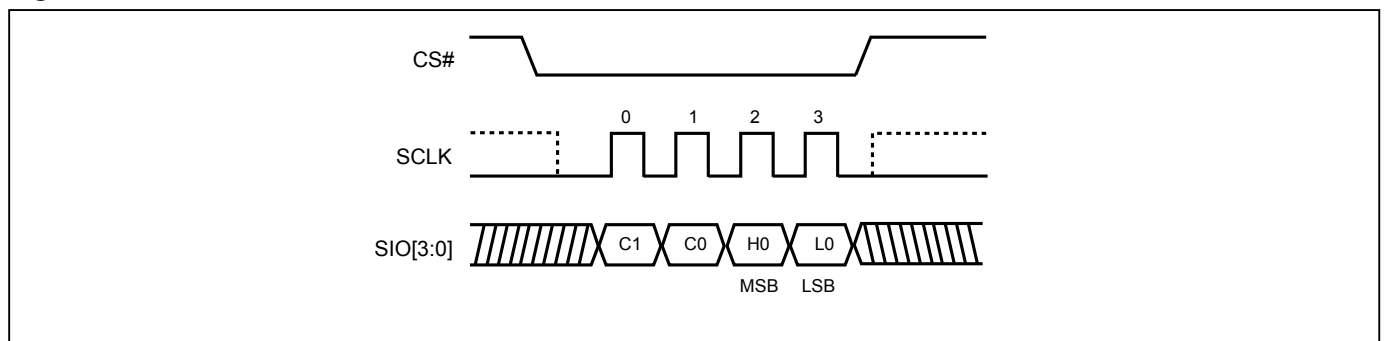 CS#
0 1 2 3
SCLK
SIO[3:0] C1 C0 H0 L0
MSB LSB